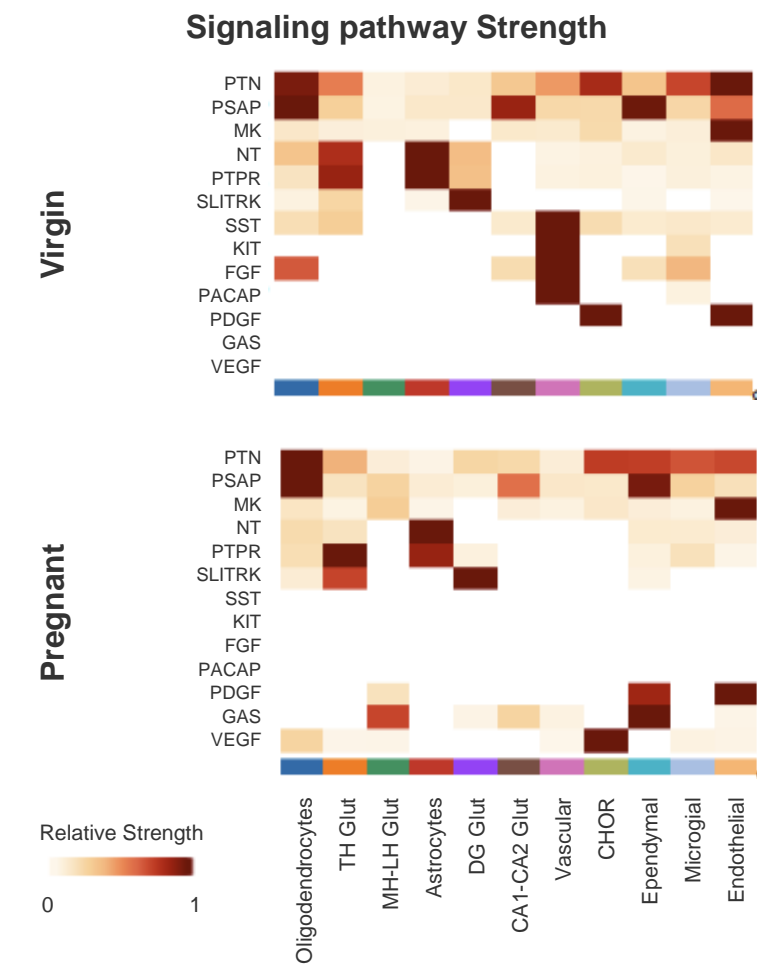 Signaling pathway Strength
Virgin
PTN
PSAP
MK
NT
PTPR
SLITRK
SST
KIT
FGF
PACAP
PDGF
GAS
VEGF
Pregnant
PTN
PSAP
MK
NT
PTPR
SLITRK
SST
KIT
FGF
PACAP
PDGF
GAS
VEGF
Oligodendrocytes
TH Glut
MH-LH Glut
Astrocytes
DG Glut
CA1-CA2 Glut
Vascular
CHOR
Ependymal
Microgial
Endothelial
Relative Strength
0 1